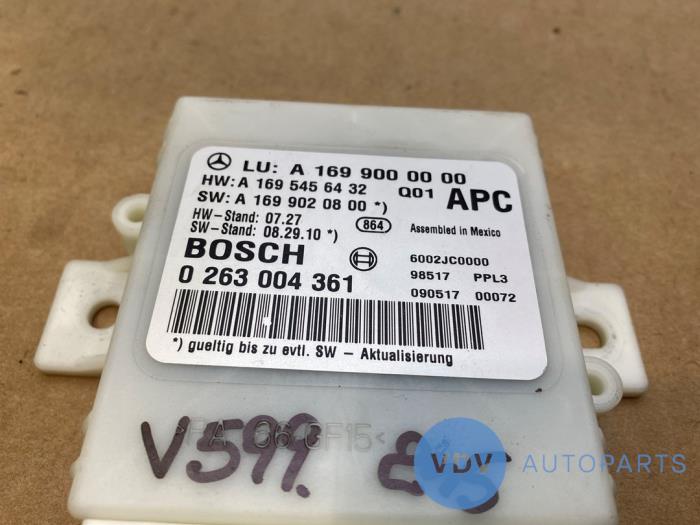 LU: A 169 900 00 00
HW: A 169 545 64 32 Q01 APC
SW: A 169 902 08 00 *)
HW-Stand: 07.27 864 Assembled in Mexico
SW-Stand: 08.29.10 *)
BOSCH 6002JC0000
0 263 004 361 98517 PPL3
090517 00072
*) gueltig bis zu evtl. SW - Aktualisierung
V599.
VDV AUTOPARTS